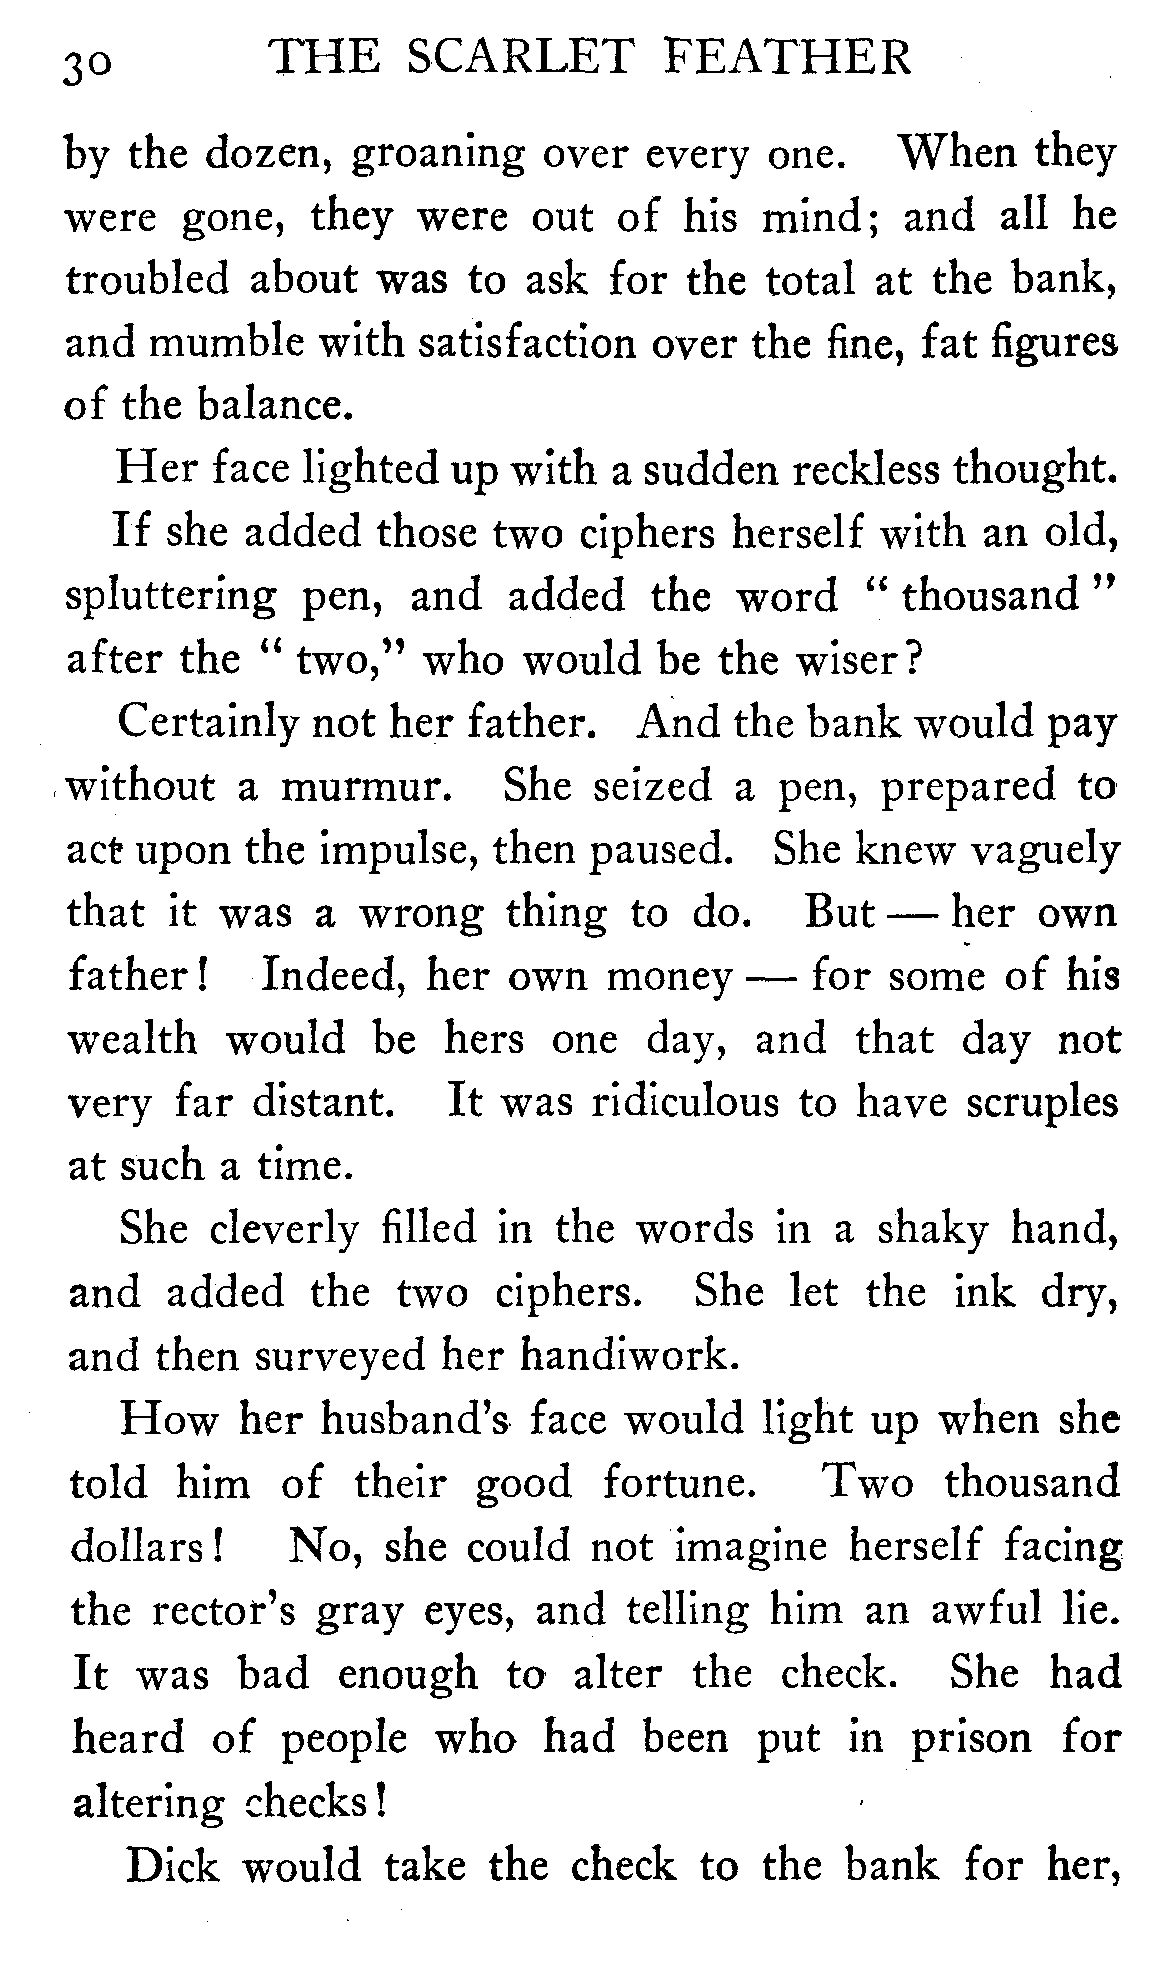 30 THE SCARLET FEATHER
by the dozen, groaning over every one. When they
were gone, they were out of his mind; and all he
troubled about was to ask for the total at the bank,
and mumble with satisfaction over the fine, fat figures
of the balance.
Her face lighted up with a sudden reckless thought.
If she added those two ciphers herself with an old,
spluttering pen, and added the word “ thousand ”
after the “ two,” who would be the wiser?
Certainly not her father. And the bank would pay
without a murmur. She seized a pen, prepared to
act upon the impulse, then paused. She knew vaguely
that it was a wrong thing to do. But — her own
father! Indeed, her own money — for some of his
wealth would be hers one day, and that day not
very far distant. It was ridiculous to have scruples
at such a time.
She cleverly filled in the words in a shaky hand,
and added the two ciphers. She let the ink dry,
and then surveyed her handiwork.
How her husband's face would light up when she
told him of their good fortune. Two thousand
dollars! No, she could not imagine herself facing
the rector's gray eyes, and telling him an awful lie.
It was bad enough to alter the check. She had
heard of people who had been put in prison for
altering checks!
Dick would take the check to the bank for her,